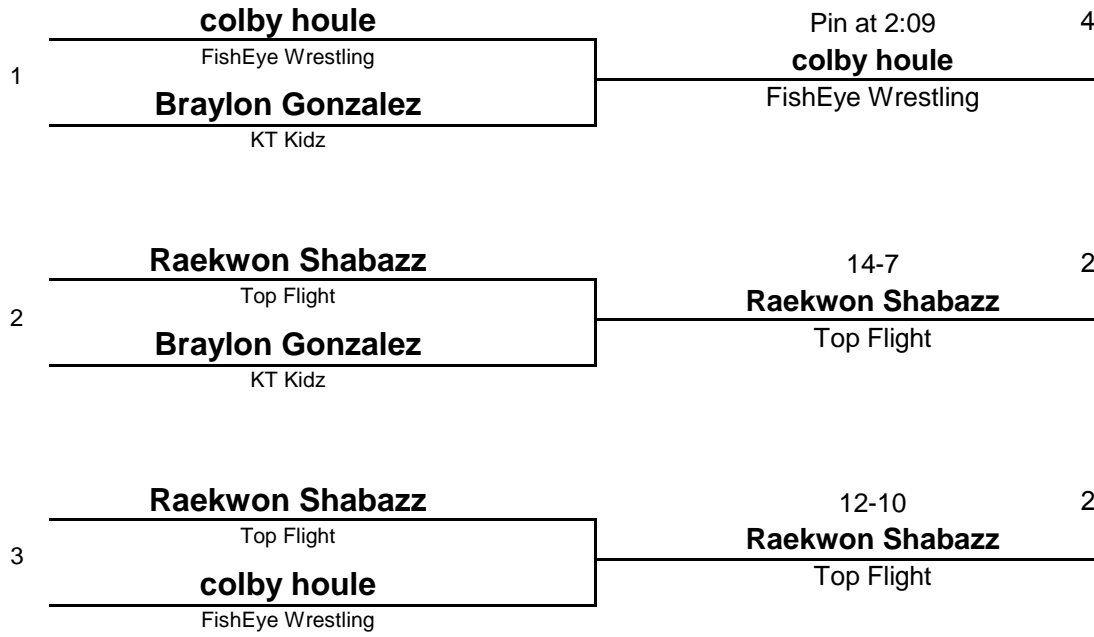 colby houle
FishEye Wrestling
1
Braylon Gonzalez
KT Kidz
Pin at 2:09 4
colby houle
FishEye Wrestling
Raekwon Shabazz
Top Flight
2
Braylon Gonzalez
KT Kidz
14-7 2
Raekwon Shabazz
Top Flight
Raekwon Shabazz
Top Flight
3
colby houle
FishEye Wrestling
12-10 2
Raekwon Shabazz
Top Flight